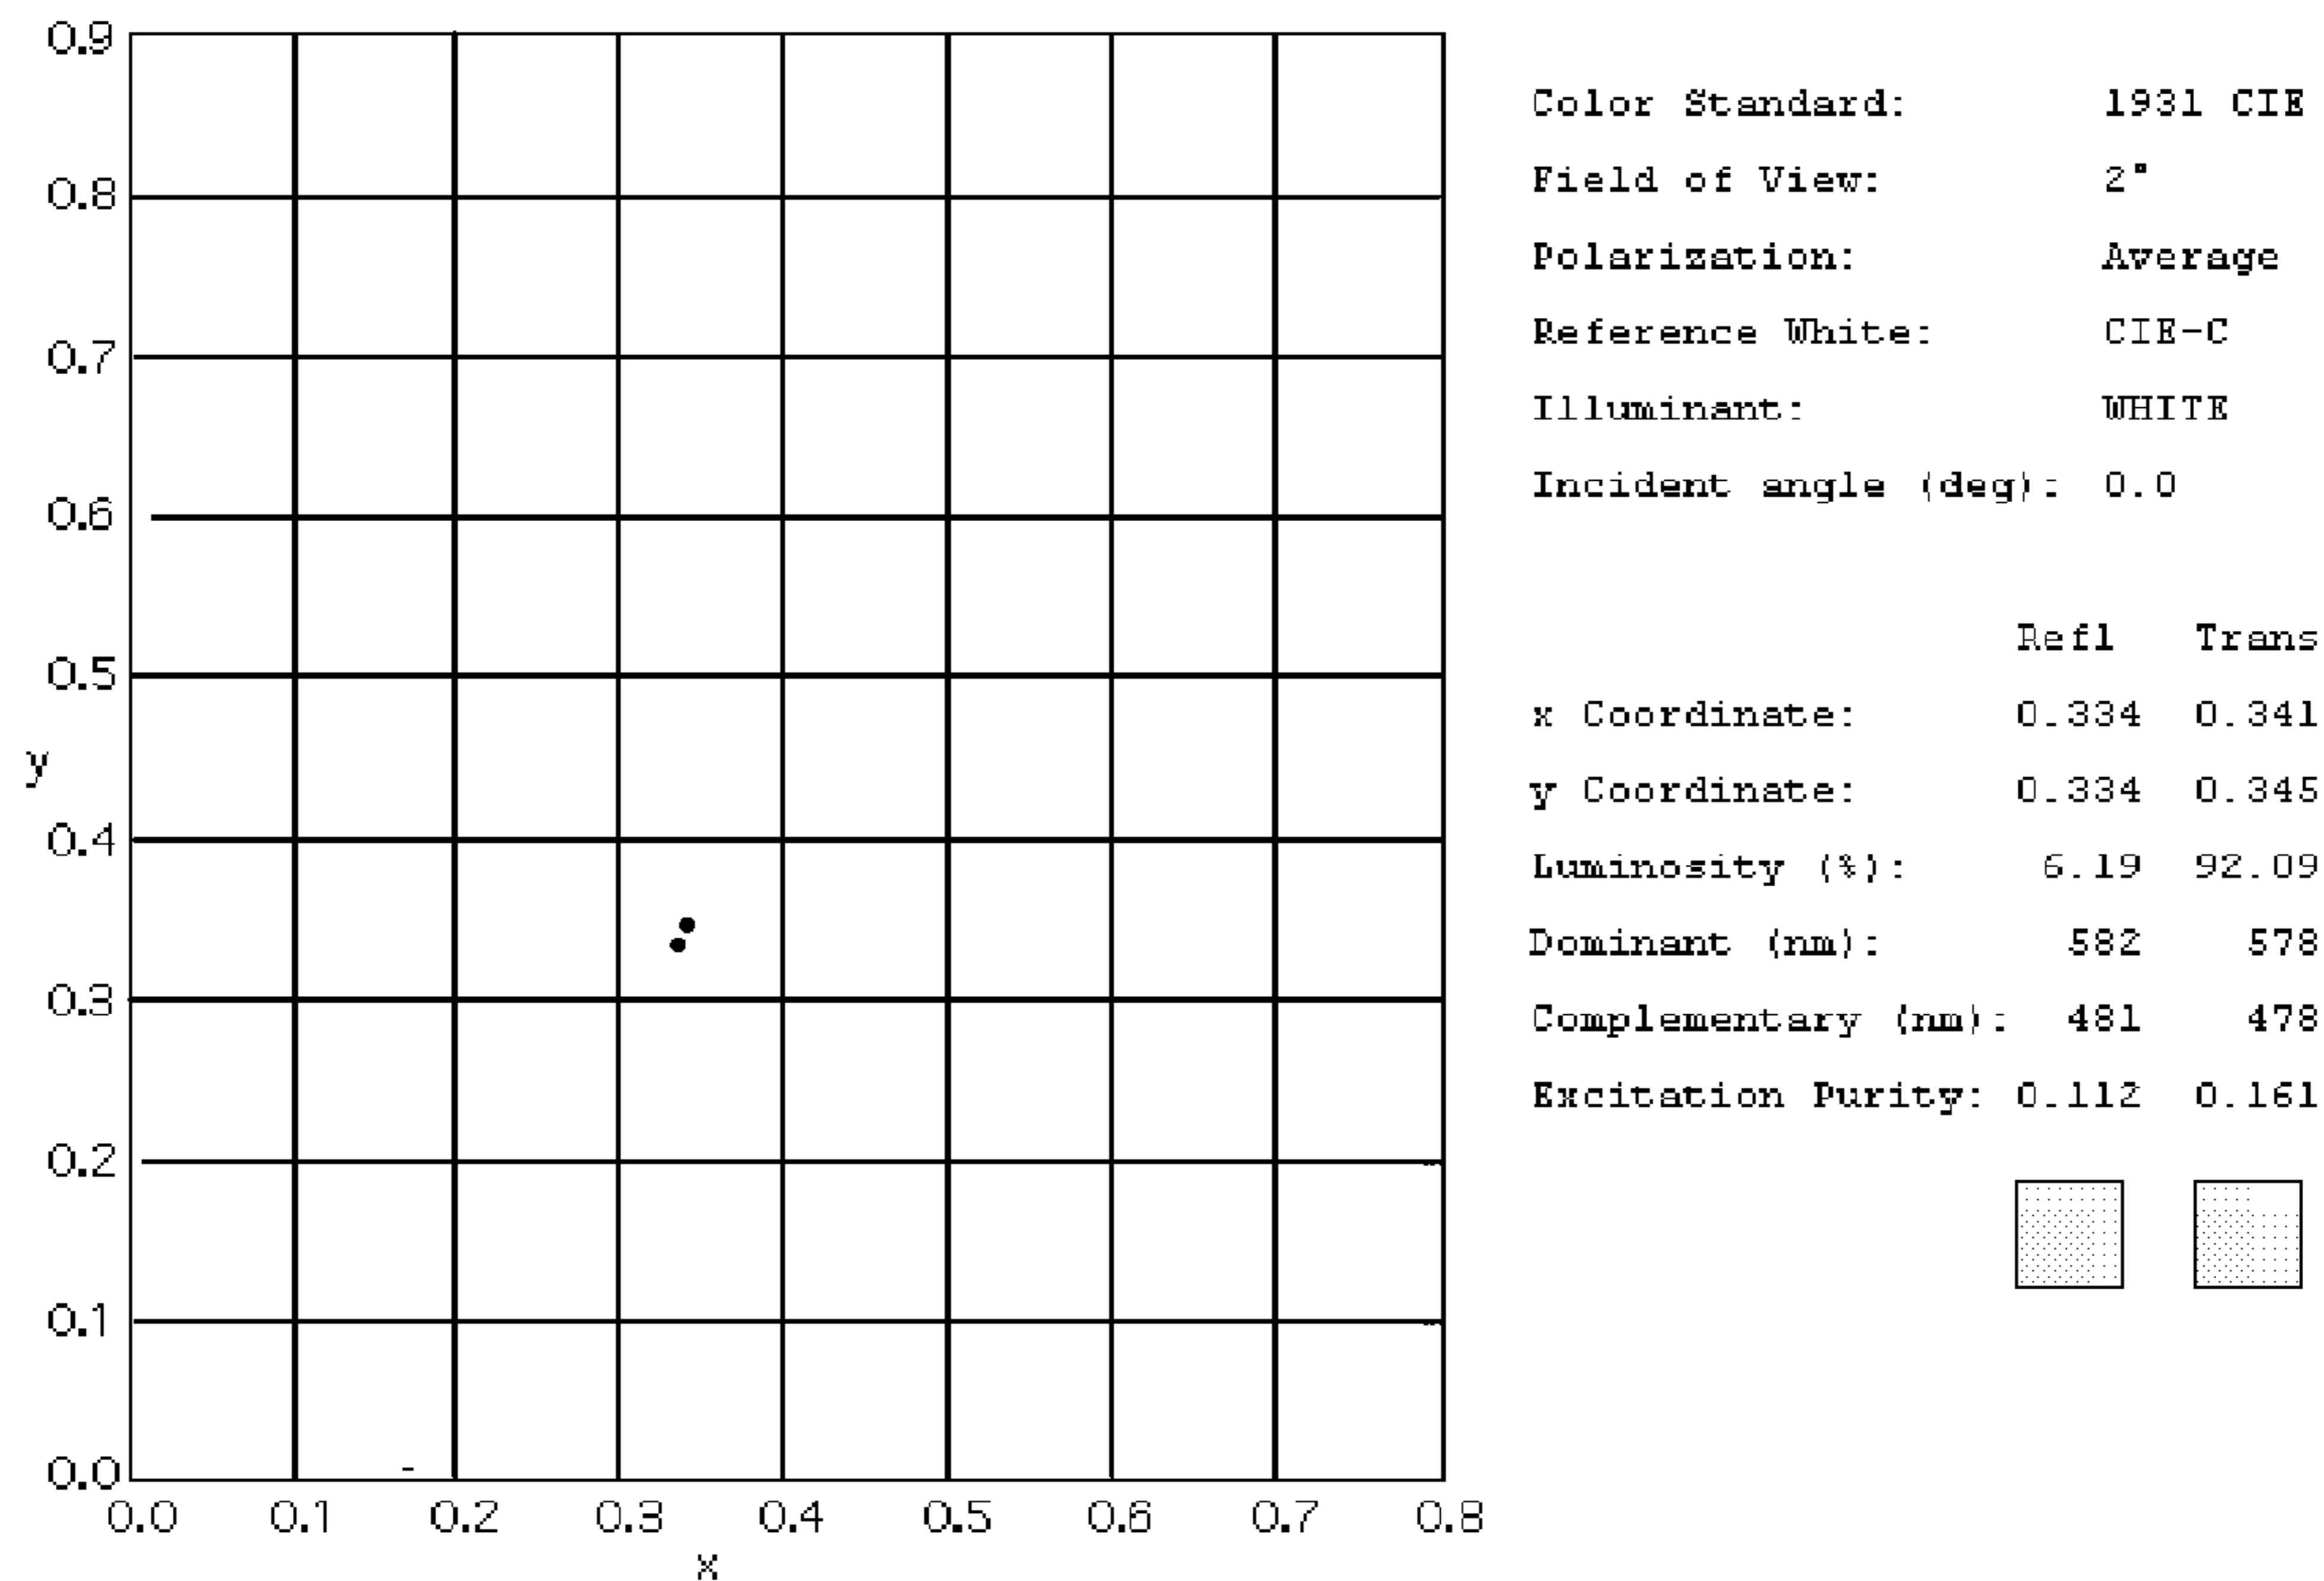 0.9
0.8
0.7
0.6
0.5
y
0.4
0.3
0.2
0.1
0.0
0.0 0.1 0.2 0.3 0.4 0.5 0.6 0.7 0.8
x
Color Standard: 1931 CIE
Field of View: 2°
Polarization: Average
Reference White: CIE-C
Illuminant: WHITE
Incident angle (deg): 0.0
Refl Trans
x Coordinate: 0.334 0.341
y Coordinate: 0.334 0.345
Luminosity (%): 6.19 92.09
Dominant (nm): 582 578
Complementary (nm): 481 478
Excitation Purity: 0.112 0.161